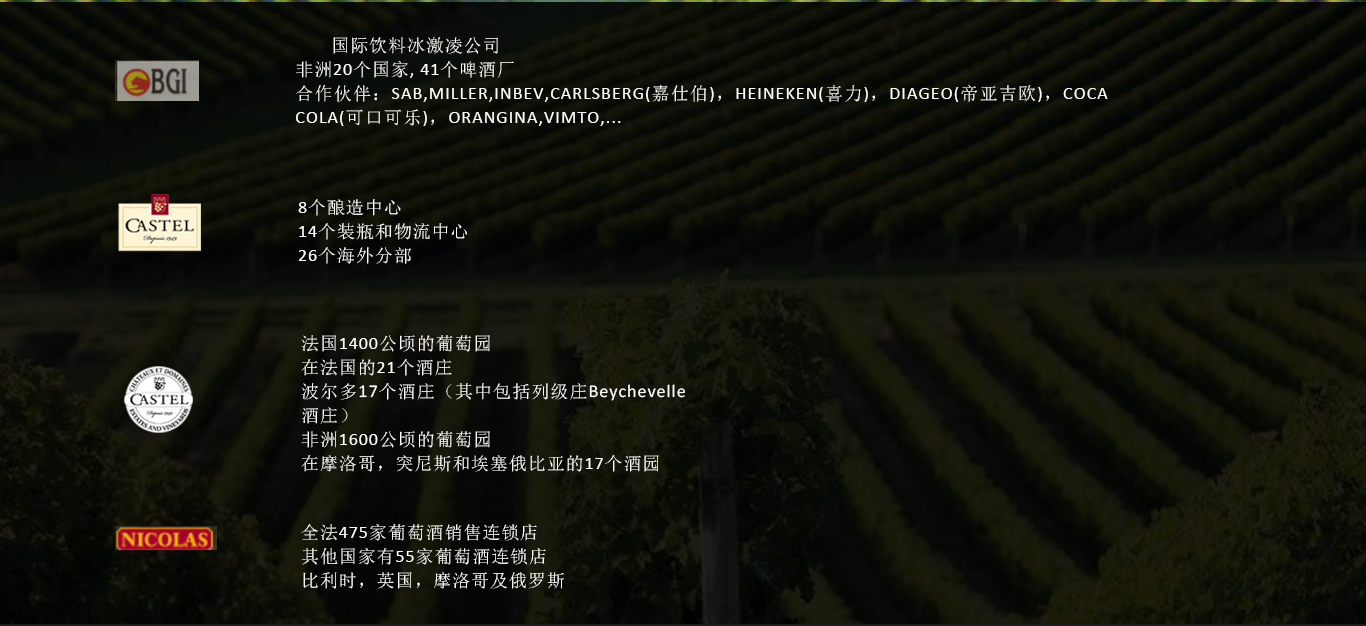 国际饮料冰激凌公司
BGI
非洲20个国家, 41个啤酒厂
合作伙伴：SAB,MILLER,INBEV,CARLSBERG(嘉仕伯)，HEINEKEN(喜力)，DIAGEO(帝亚吉欧)，COCA
COLA(可口可乐)，ORANGINA,VIMTO,...
CASTEL
Depuis 1949
8个酿造中心
14个装瓶和物流中心
26个海外分部
法国1400公顷的葡萄园
在法国的21个酒庄
波尔多17个酒庄（其中包括列级庄Beychevelle
酒庄）
非洲1600公顷的葡萄园
在摩洛哥，突尼斯和埃塞俄比亚的17个酒园
CHÂTEAUX ET DOMAINES
CASTEL
Depuis 1949
ESTATES AND VINEYARDS
NICOLAS
全法475家葡萄酒销售连锁店
其他国家有55家葡萄酒连锁店
比利时，英国，摩洛哥及俄罗斯